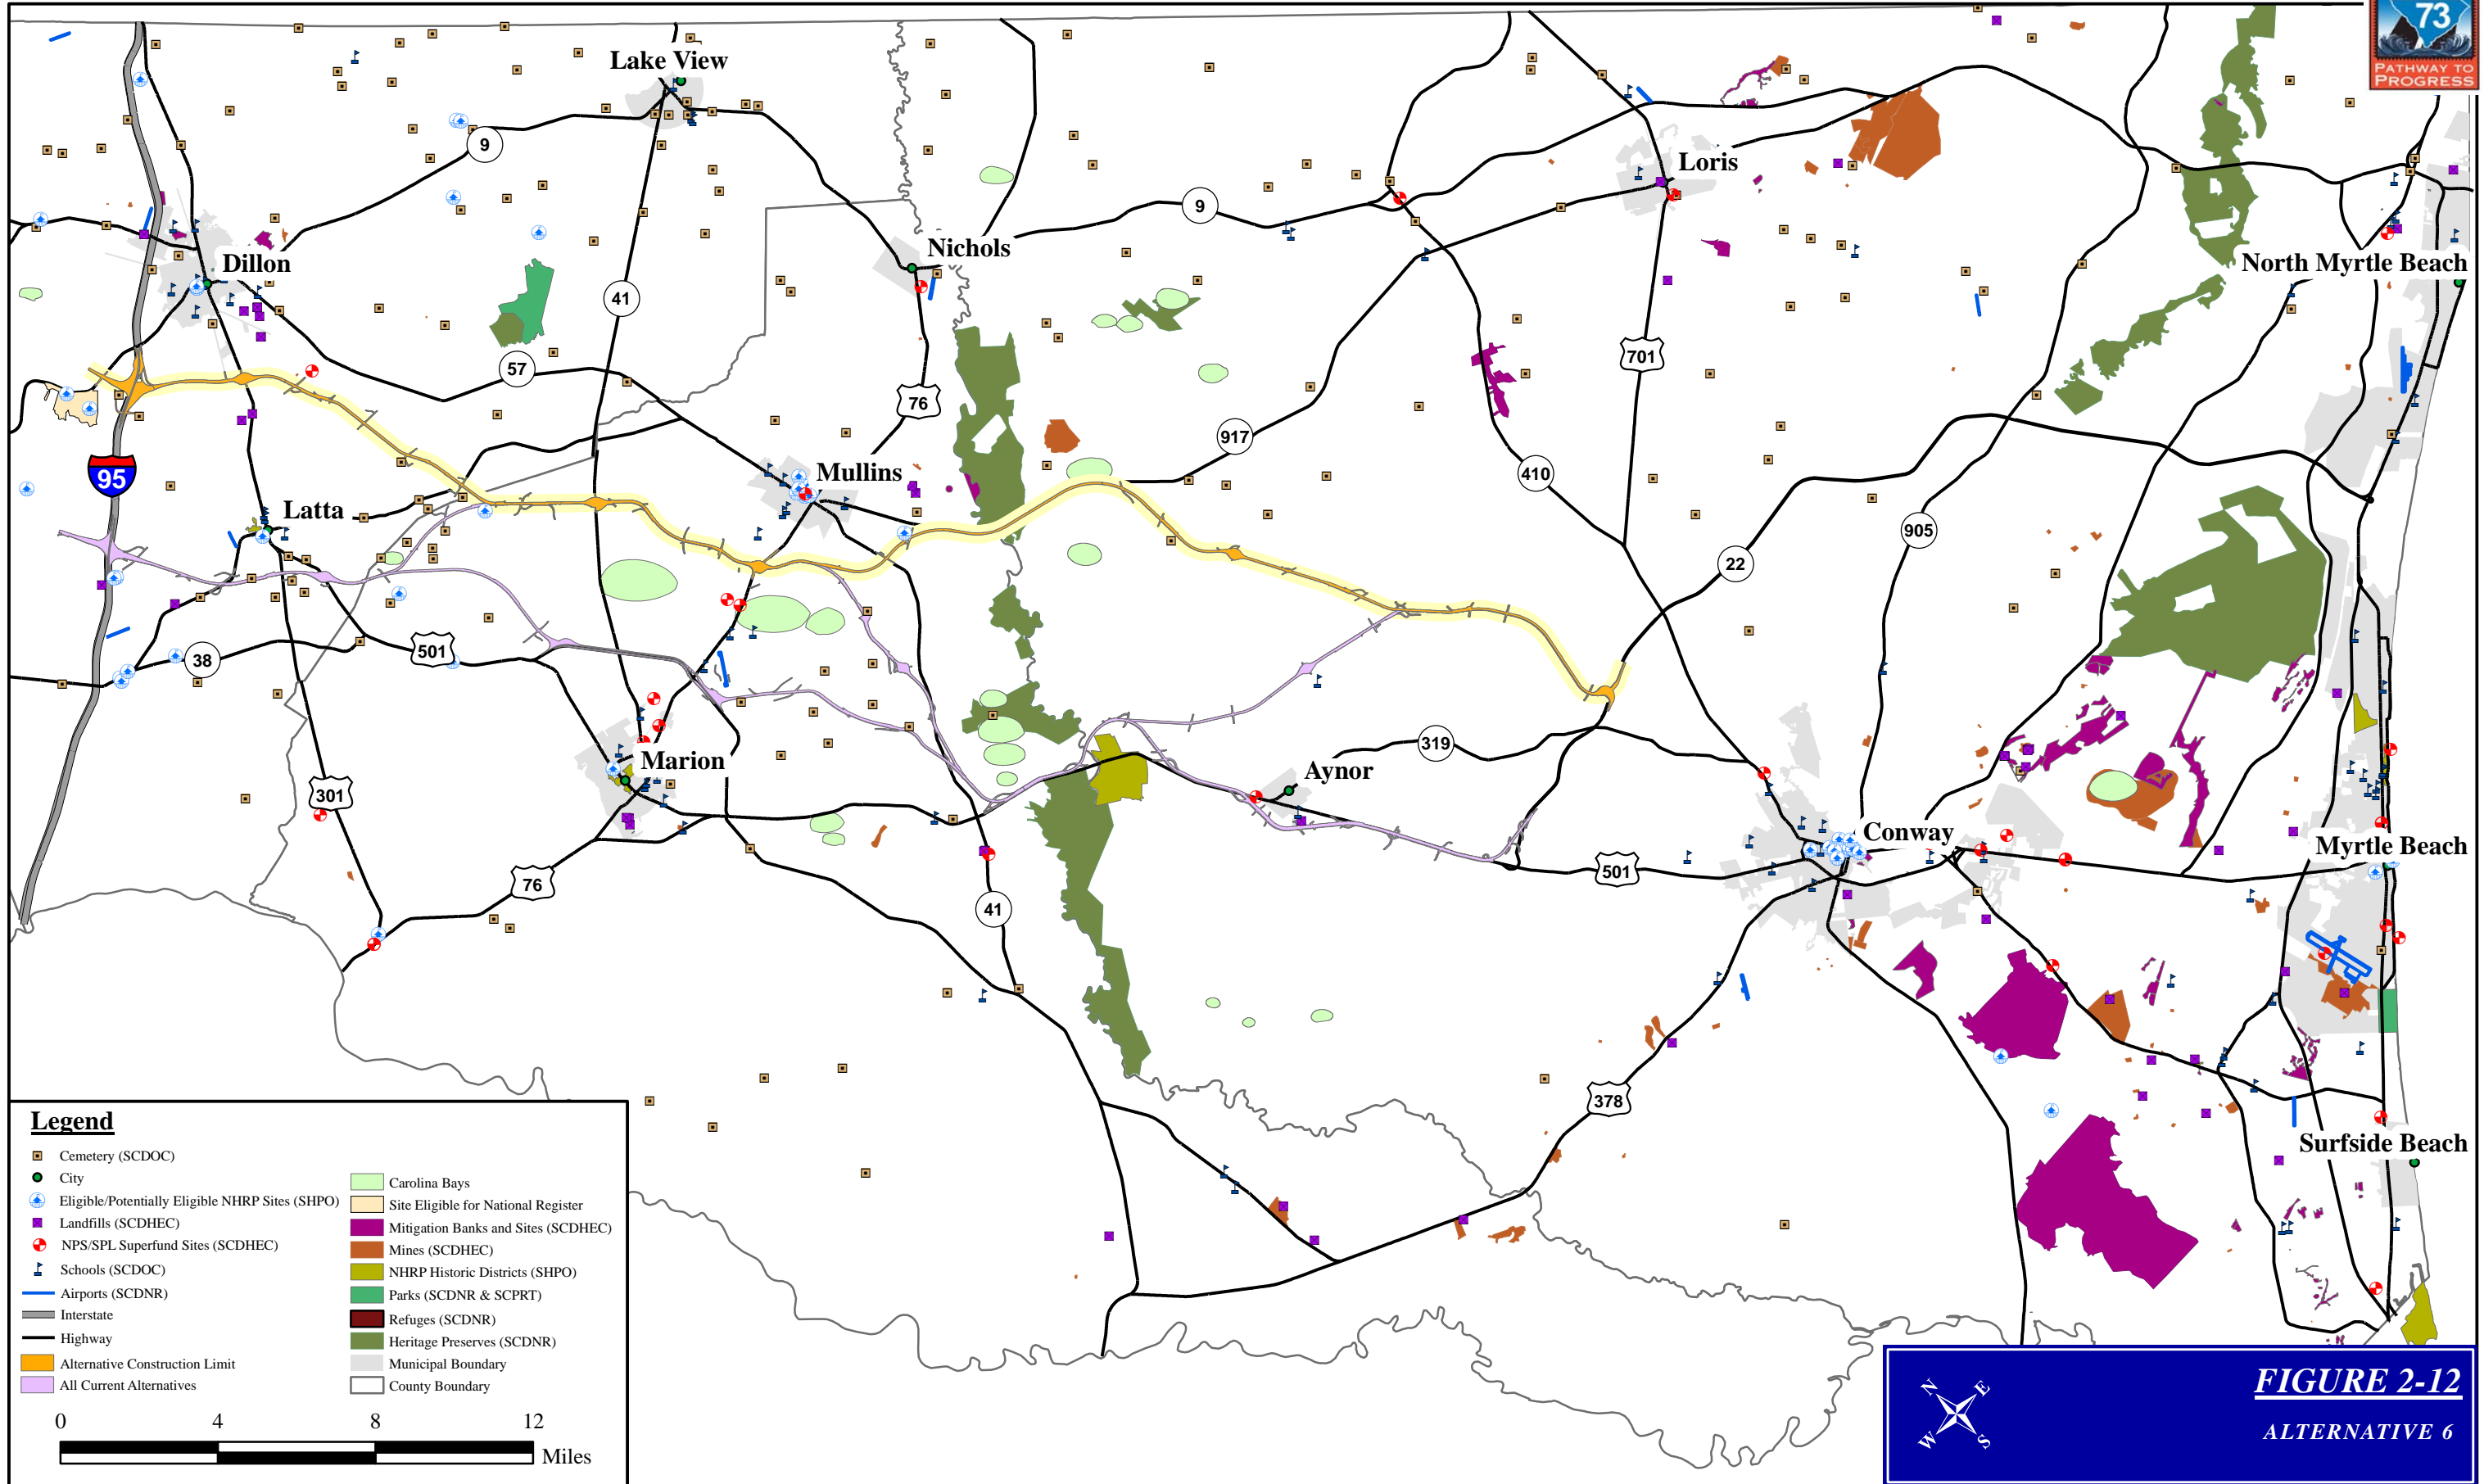 73
PATHWAY TO
PROGRESS
Lake View
9
Loris
9
Nichols
Dillon
North Myrtle Beach
41
701
57
76
917
Mullins
95
410
Latta
905
22
38
501
319
Marion
Aynor
301
Conway
Myrtle Beach
501
76
41
378
Surfside Beach
Legend
Cemetery (SCDOC)
City
Eligible/Potentially Eligible NHRP Sites (SHPO)
Landfills (SCDHEC)
NPS/SPL Superfund Sites (SCDHEC)
Schools (SCDOC)
Airports (SCDNR)
Interstate
Highway
Alternative Construction Limit
All Current Alternatives
Carolina Bays
Site Eligible for National Register
Mitigation Banks and Sites (SCDHEC)
Mines (SCDHEC)
NHRP Historic Districts (SHPO)
Parks (SCDNR & SCPRT)
Refuges (SCDNR)
Heritage Preserves (SCDNR)
Municipal Boundary
County Boundary
0 4 8 12
Miles
N E
W S
FIGURE 2-12
ALTERNATIVE 6